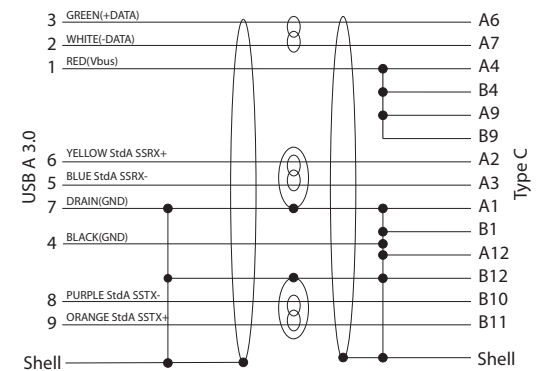 3 GREEN(+DATA) A6
2 WHITE(-DATA) A7
1 RED(Vbus) A4
B4
A9
B9
6 YELLOW StdA SSRX+ A2
5 BLUE StdA SSRX- A3
7 DRAIN(GND) A1
B1
4 BLACK(GND)
A12
B12
8 PURPLE StdA SSTX- B10
9 ORANGE StdA SSTX+ B11
Shell Shell
USB A 3.0
Type C